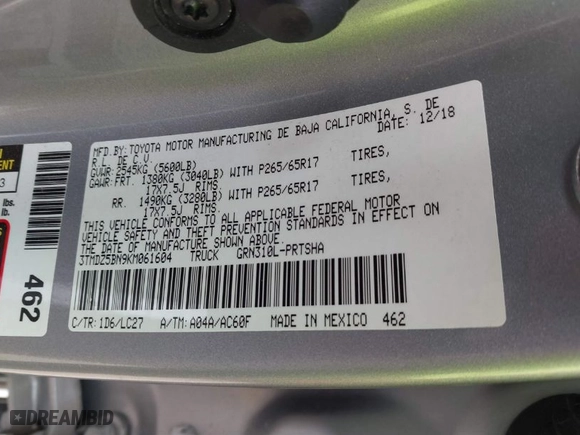 MFD.BY:TOYOTA MOTOR MANUFACTURING DE BAJA CALIFORNIA, S. DE
R.L. DE C.V. DATE: 12/18
GVWR: 2545KG (5600LB)
GAWR:FRT. 1380KG (3040LB) WITH P265/65R17 TIRES,
17X7.5J RIMS.
RR. 1490KG (3280LB) WITH P265/65R17 TIRES,
17X7.5J RIMS.
THIS VEHICLE CONFORMS TO ALL APPLICABLE FEDERAL MOTOR
VEHICLE SAFETY AND THEFT PREVENTION STANDARDS IN EFFECT ON
THE DATE OF MANUFACTURE SHOWN ABOVE.
3TMDZ5BN9KM061604 TRUCK GRN310L-PRTSHA
C/TR: 1D6/LC27 A/TM: A04A/AC60F MADE IN MEXICO 462
3
lbs.
lb.
462
DREAMBID